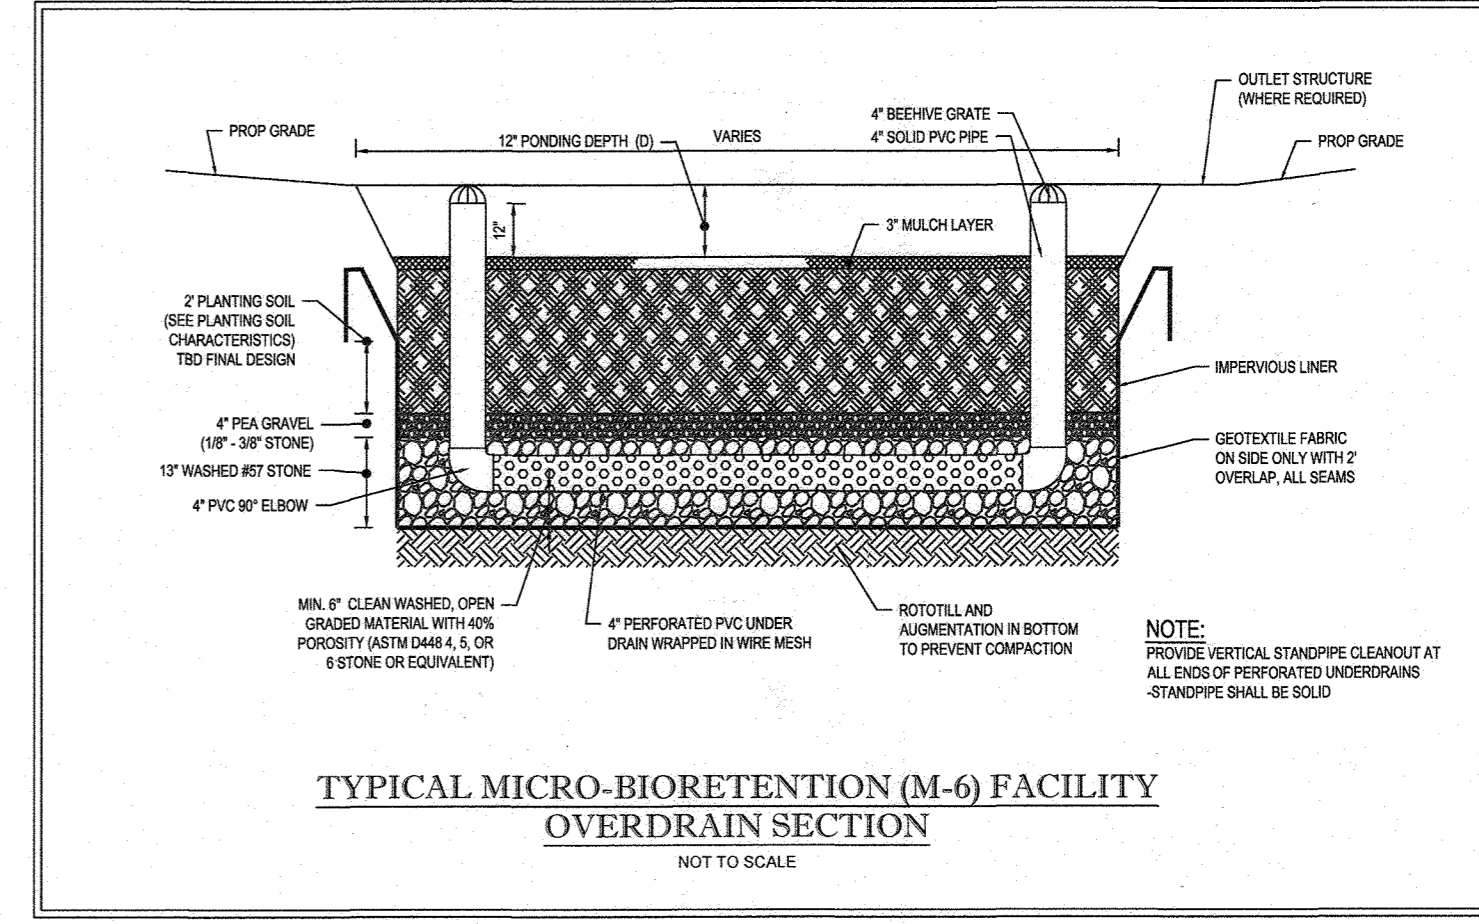 OUTLET STRUCTURE
(WHERE REQUIRED)
4" BEEHIVE GRATE
PROP GRADE
12" PONDING DEPTH (D)
VARIES
4" SOLID PVC PIPE
PROP GRADE
12"
3" MULCH LAYER
2' PLANTING SOIL
(SEE PLANTING SOIL
CHARACTERISTICS)
TBD FINAL DESIGN
IMPERVIOUS LINER
4" PEA GRAVEL
(1/8" - 3/8" STONE)
13" WASHED #57 STONE
4" PVC 90° ELBOW
GEOTEXTILE FABRIC
ON SIDE ONLY WITH 2'
OVERLAP, ALL SEAMS
MIN. 6" CLEAN WASHED, OPEN
GRADED MATERIAL WITH 40%
POROSITY (ASTM D448 4, 5, OR
6 STONE OR EQUIVALENT)
4" PERFORATED PVC UNDER
DRAIN WRAPPED IN WIRE MESH
ROTOTILL AND
AUGMENTATION IN BOTTOM
TO PREVENT COMPACTION
NOTE:
PROVIDE VERTICAL STANDPIPE CLEANOUT AT
ALL ENDS OF PERFORATED UNDERDRAINS
-STANDPIPE SHALL BE SOLID
TYPICAL MICRO-BIORETENTION (M-6) FACILITY
OVERDRAIN SECTION
NOT TO SCALE